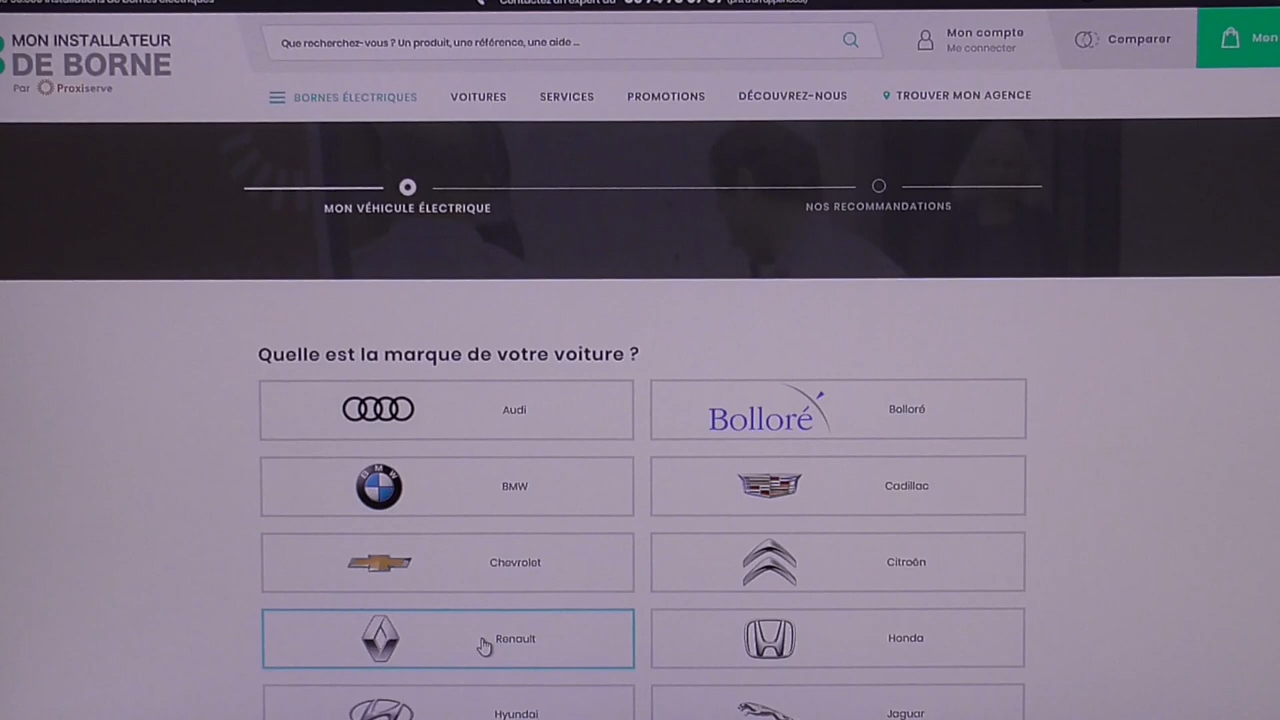 MON INSTALLATEUR
DE BORNE
Par Proxiserve
Que recherchez-vous ? Un produit, une référence, une aide ...
Mon compte
Me connecter
Comparer
Mon
BORNES ÉLECTRIQUES
VOITURES
SERVICES
PROMOTIONS
DÉCOUVREZ-NOUS
TROUVER MON AGENCE
MON VÉHICULE ÉLECTRIQUE
NOS RECOMMANDATIONS
Quelle est la marque de votre voiture ?
Audi
Bolloré
Bolloré
BMW
BMW
Cadillac
Chevrolet
Citroën
Renault
Honda
Hyundai
Jaguar